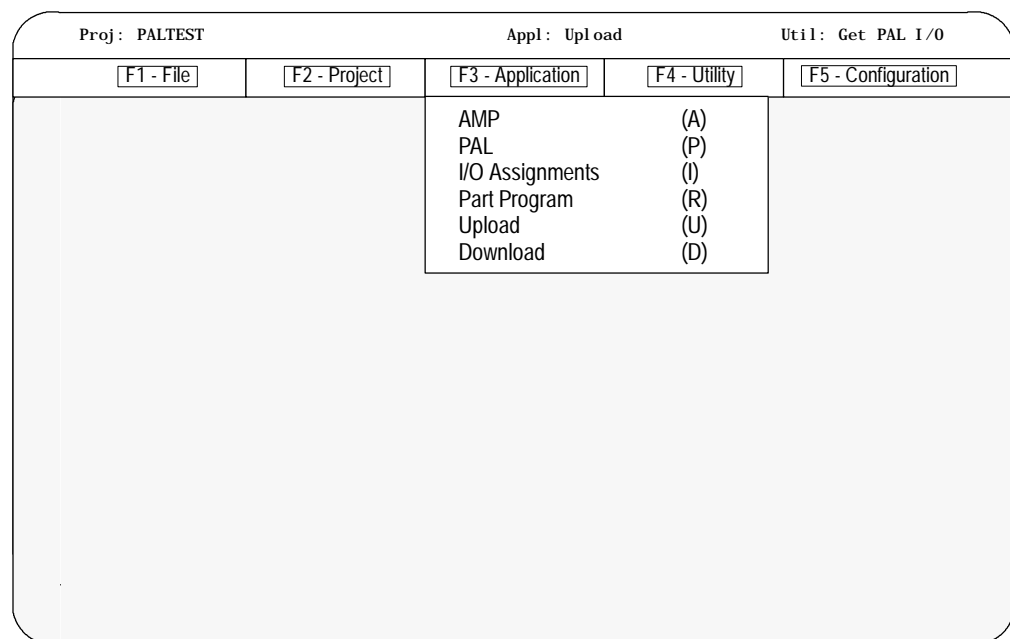 Proj: PALTEST Appl: Upload Util: Get PAL I/O
F1 - File F2 - Project F3 - Application F4 - Utility F5 - Configuration
AMP (A)
PAL (P)
I/O Assignments (I)
Part Program (R)
Upload (U)
Download (D)